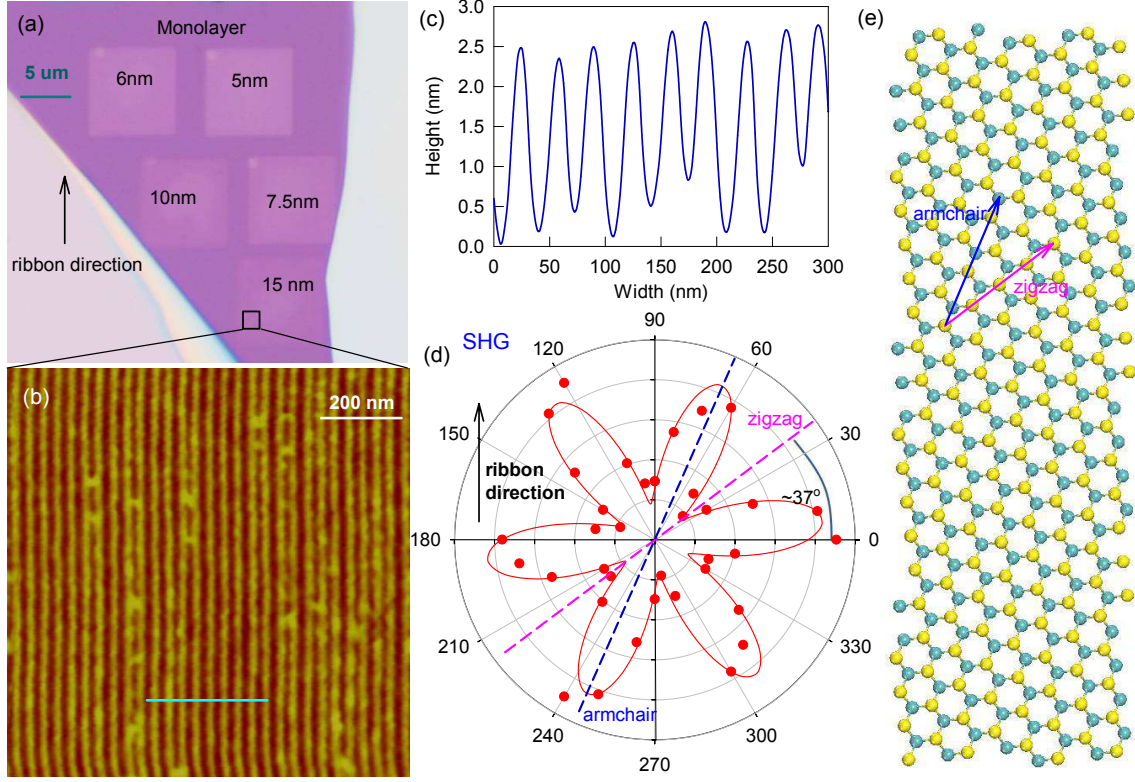 (a)
Monolayer
5 um
6nm
5nm
10nm
7.5nm
ribbon direction
15 nm
(b)
200 nm
(c)
Height (nm)
3.0
2.5
2.0
1.5
1.0
0.5
0.0
0
50
100
150
200
250
300
Width (nm)
(d)
SHG
90
120
60
zigzag
150
30
ribbon
direction
~37o
180
0
210
330
armchair
240
300
270
(e)
armchair
zigzag